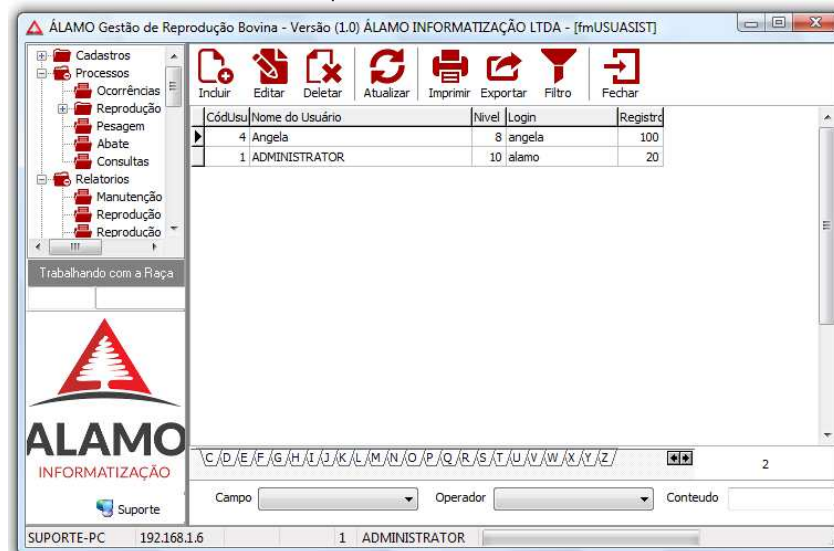 ÁLAMO Gestão de Reprodução Bovina - Versão (1.0) ÁLAMO INFORMATIZAÇÃO LTDA - [fmUSUASIST]
Cadastros
Processos
Ocorrências
Reprodução
Pesagem
Abate
Consultas
Relatorios
Manutenção
Reprodução
Reprodução
Trabalhando com a Raça
ALAMO
INFORMATIZAÇÃO
Suporte
Incluir Editar Deletar Atualizar Imprimir Exportar Filtro Fechar
CódUsu Nome do Usuário Nivel Login Registro
4 Angela 8 angela 100
1 ADMINISTRATOR 10 alamo 20
C D E F G H I J K L M N O P Q R S T U V W X Y Z
2
Campo Operador Conteudo
SUPORTE-PC 192.168.1.6 1 ADMINISTRATOR